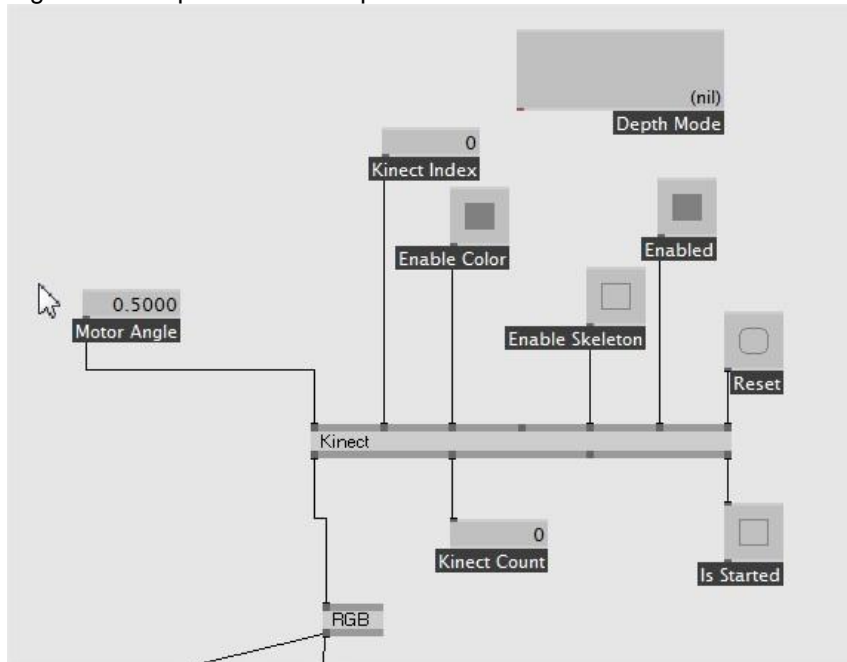 (nil)
Depth Mode
0
Kinect Index
Enable Color
Enabled
0.5000
Motor Angle
Enable Skeleton
Reset
Kinect
0
Kinect Count
Is Started
RGB